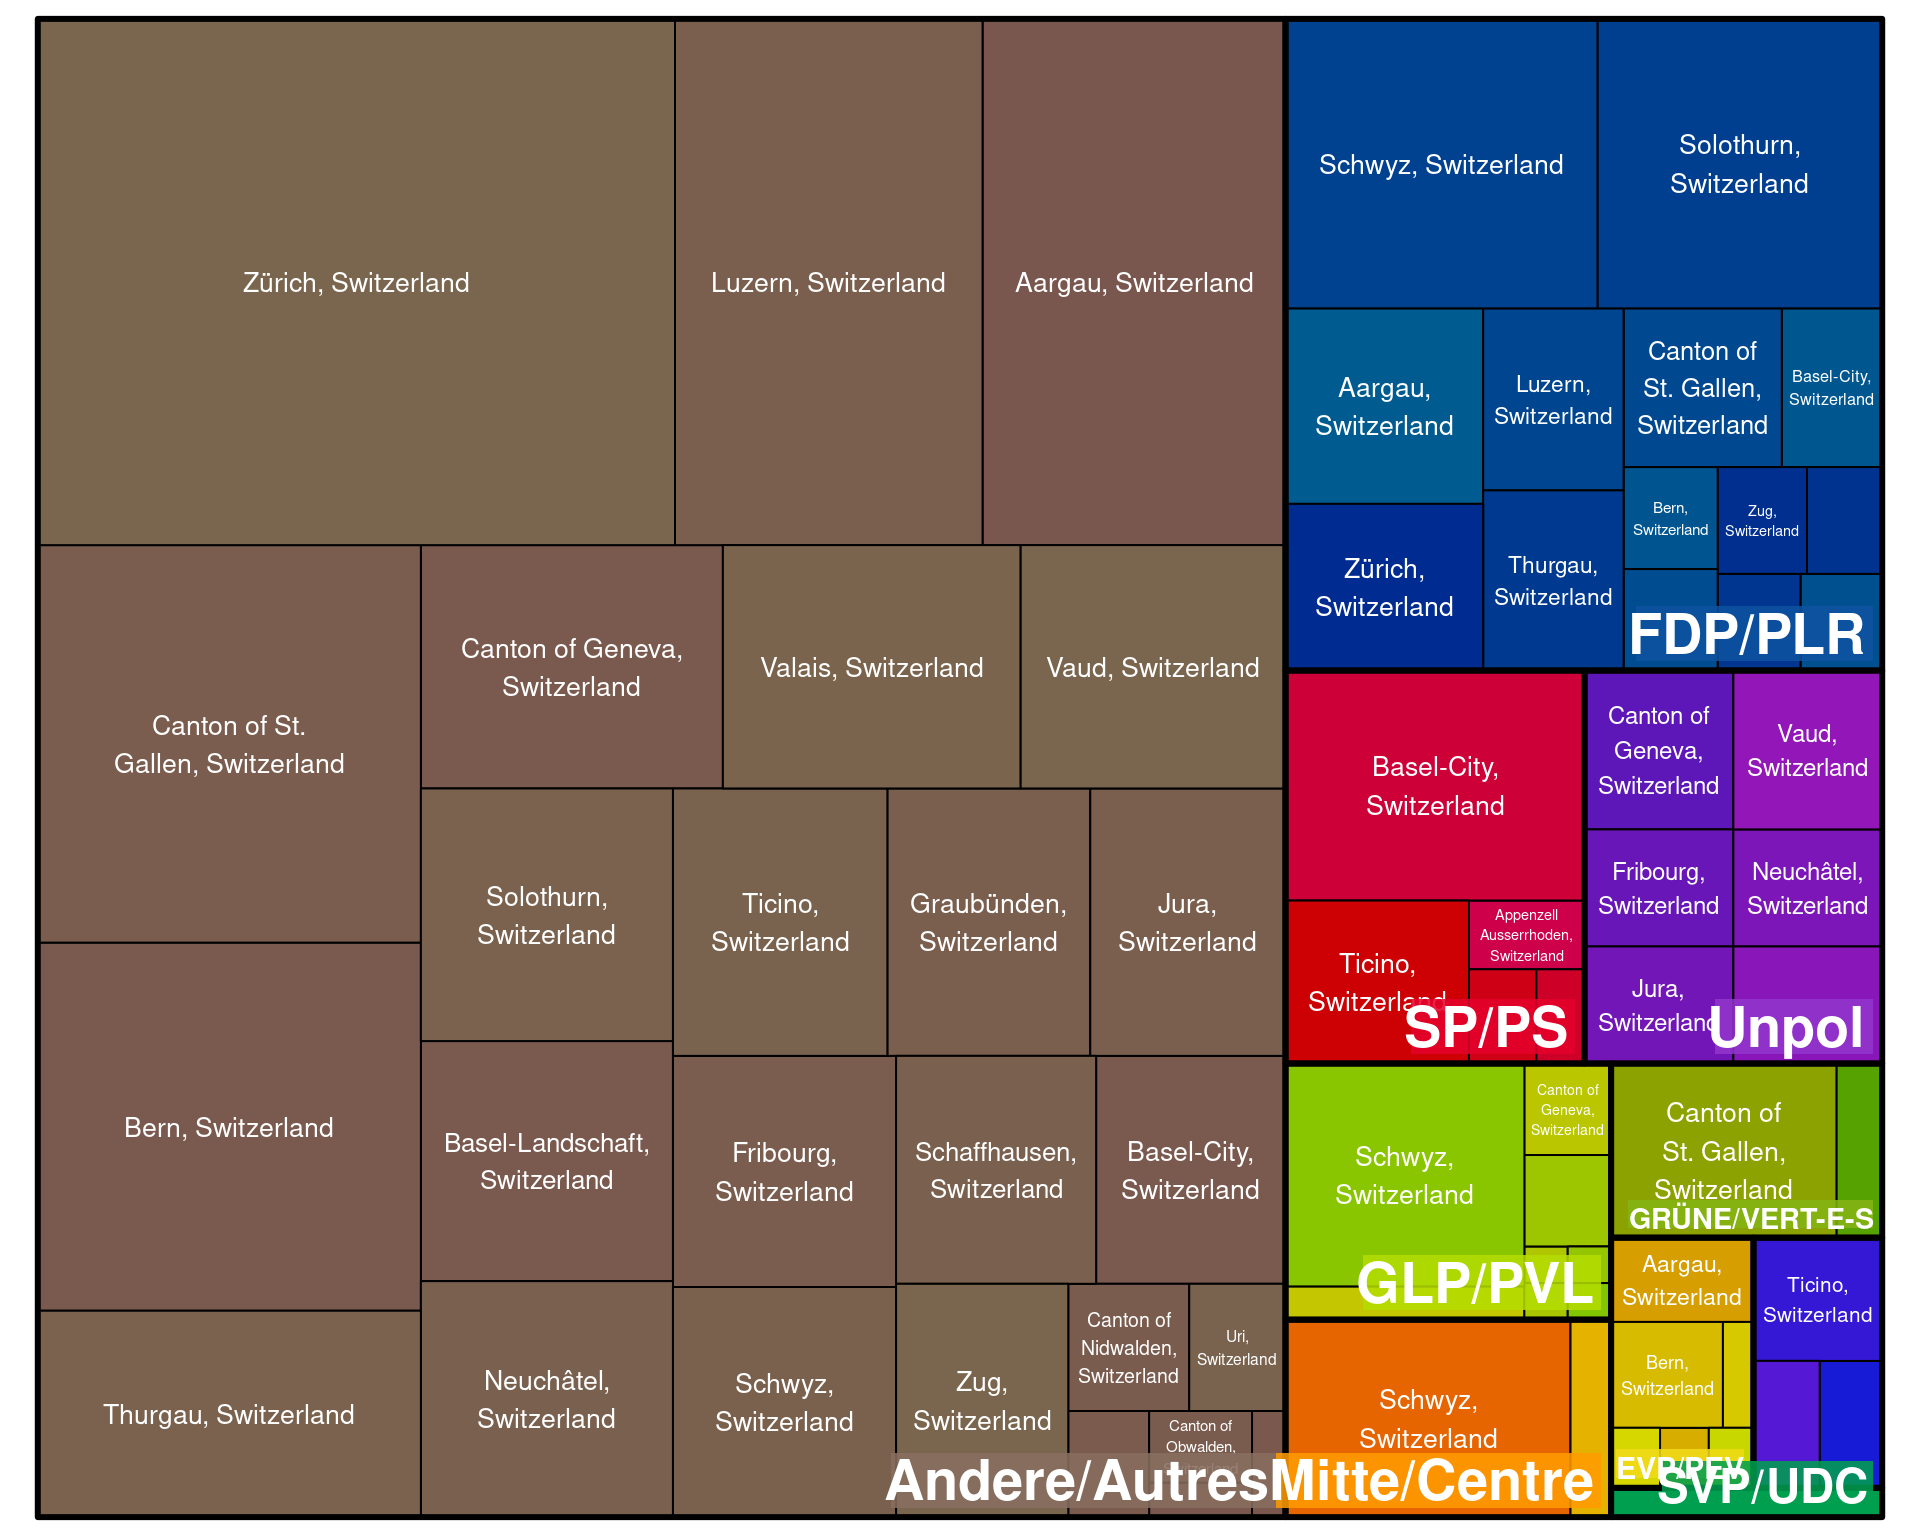 Zürich, Switzerland
Luzern, Switzerland
Aargau, Switzerland
Canton of St.
Gallen, Switzerland
Canton of Geneva,
Switzerland
Valais, Switzerland
Vaud, Switzerland
Bern, Switzerland
Thurgau, Switzerland
Solothurn,
Switzerland
Basel-Landschaft,
Switzerland
Neuchâtel,
Switzerland
Ticino,
Switzerland
Graubünden,
Switzerland
Jura,
Switzerland
Fribourg,
Switzerland
Schaffhausen,
Switzerland
Basel-City,
Switzerland
Schwyz,
Switzerland
Zug,
Switzerland
Canton of
Nidwalden,
Switzerland
Uri,
Switzerland
Canton of
Obwalden,
Switzerland
Andere/Autres
Schwyz, Switzerland
Solothurn,
Switzerland
Aargau,
Switzerland
Luzern,
Switzerland
Canton of
St. Gallen,
Switzerland
Basel-City,
Switzerland
Zürich,
Switzerland
Thurgau,
Switzerland
Bern,
Switzerland
Zug,
Switzerland
FDP/PLR
Basel-City,
Switzerland
Ticino,
Switzerland
Appenzell
Ausserrhoden,
Switzerland
SP/PS
Canton of
Geneva,
Switzerland
Vaud,
Switzerland
Fribourg,
Switzerland
Neuchâtel,
Switzerland
Jura,
Switzerland
Unpol
Schwyz,
Switzerland
Canton of
Geneva,
Switzerland
GLP/PVL
Canton of
St. Gallen,
Switzerland
GRÜNE/VERT-E-S
Schwyz,
Switzerland
Mitte/Centre
Aargau,
Switzerland
Bern,
Switzerland
EVP/PEV
Ticino,
Switzerland
SVP/UDC